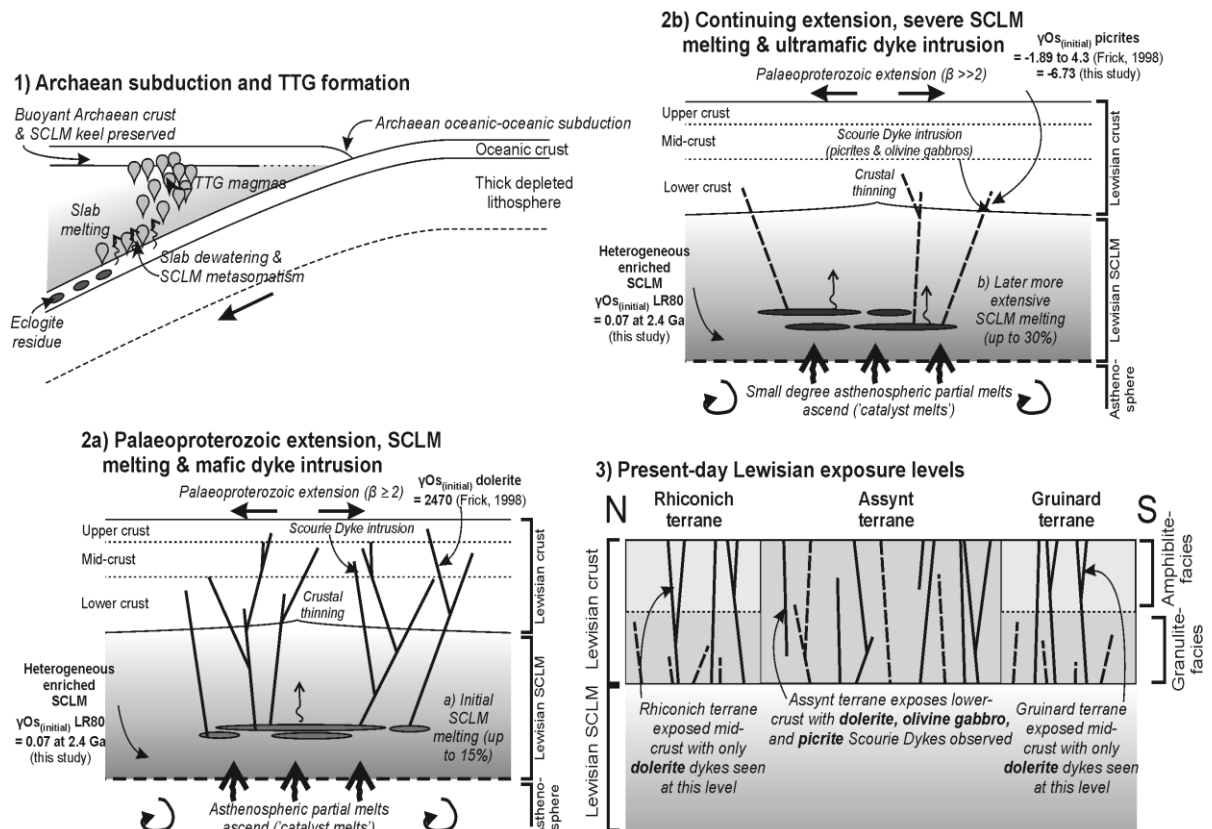 1) Archaean subduction and TTG formation
Buoyant Archaean crust
& SCLM keel preserved
Archaean oceanic-oceanic subduction
Oceanic crust
TTG magmas
Thick depleted
lithosphere
Slab
melting
Slab dewatering &
SCLM metasomatism
Eclogite
residue
2b) Continuing extension, severe SCLM
melting & ultramafic dyke intrusion
γOs(initial) picrites
= -1.89 to 4.3 (Frick, 1998)
= -6.73 (this study)
Palaeoproterozoic extension (β >>2)
Upper crust
Mid-crust
Lower crust
Scourie Dyke intrusion
(picrites & olivine gabbros)
Crustal
thinning
Lewisian crust
Heterogeneous
enriched
SCLM
γOs(initial) LR80
= 0.07 at 2.4 Ga
(this study)
b) Later more
extensive
SCLM melting
(up to 30%)
Lewisian SCLM
Small degree asthenospheric partial melts
ascend ('catalyst melts')
Astheno-
sphere
2a) Palaeoproterozoic extension, SCLM
melting & mafic dyke intrusion
γOs(initial) dolerite
= 2470 (Frick, 1998)
Palaeoproterozoic extension (β ≥ 2)
Upper crust
Scourie Dyke intrusion
Mid-crust
Lower crust
Crustal
thinning
Lewisian crust
Heterogeneous
enriched
SCLM
γOs(initial) LR80
= 0.07 at 2.4 Ga
(this study)
a) Initial
SCLM
melting (up
to 15%)
Lewisian SCLM
Asthenospheric partial melts
ascend ('catalyst melts')
Astheno-
sphere
3) Present-day Lewisian exposure levels
N
Rhiconich
terrane
Assynt
terrane
Gruinard
terrane
S
Lewisian crust
Amphiblite-
facies
Granulite-
facies
Lewisian SCLM
Rhiconich terrane
exposed mid-
crust with only
dolerite dykes seen
at this level
Assynt terrane exposes lower-
crust with dolerite, olivine gabbro,
and picrite Scourie Dykes observed
Gruinard terrane
exposed mid-
crust with only
dolerite dykes seen
at this level